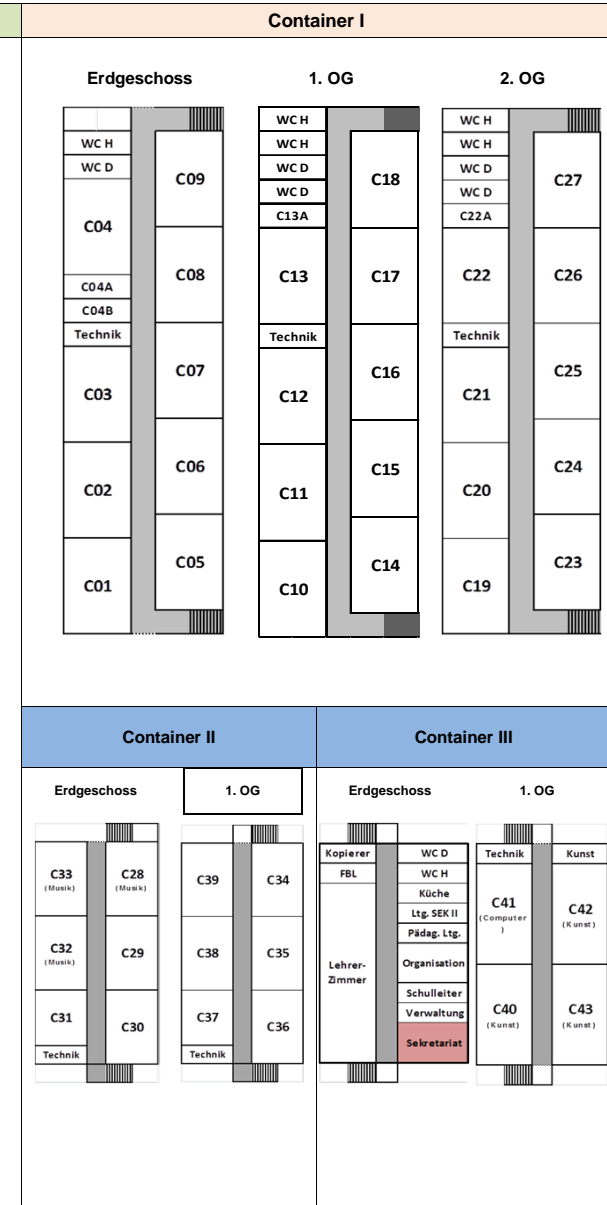 Container I
Erdgeschoss
WC H
WC D
C04
C04A
C04B
Technik
C03
C02
C01
C09
C08
C07
C06
C05
1. OG
WC H
WC H
WC D
WC D
C13A
C13
Technik
C12
C11
C10
C18
C17
C16
C15
C14
2. OG
WC H
WC H
WC D
WC D
C22A
C22
Technik
C21
C20
C19
C27
C26
C25
C24
C23
Container II
Erdgeschoss
C33
(Musik)
C32
(Musik)
C31
Technik
C28
(Musik)
C29
C30
1. OG
C39
C38
C37
Technik
C34
C35
C36
Container III
Erdgeschoss
Kopierer
FBL
Lehrer-
Zimmer
WC D
WC H
Küche
Ltg. SEK II
Pädag. Ltg.
Organisation
Schulleiter
Verwaltung
Sekretariat
1. OG
Technik
C41
(Computer
)
C40
(Kunst)
Kunst
C42
(Kunst)
C43
(Kunst)